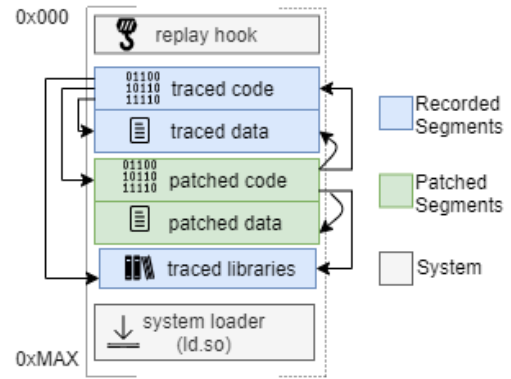 0x000
replay hook
01100
10110
11110
traced code
traced data
01100
10110
11110
patched code
patched data
traced libraries
system loader
(ld.so)
0xMAX
Recorded
Segments
Patched
Segments
System